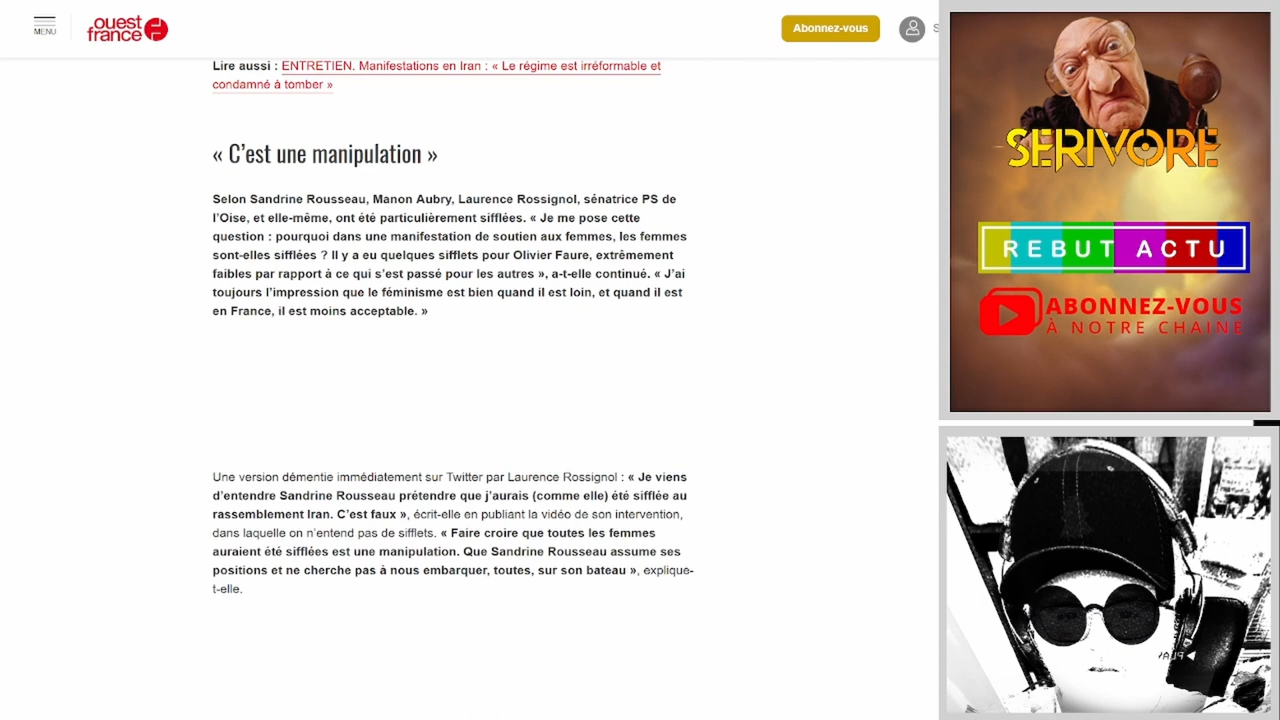 MENU
ouest
france
Abonnez-vous
S
Lire aussi : ENTRETIEN. Manifestations en Iran : « Le régime est irréformable et
condamné à tomber »
« C’est une manipulation »
Selon Sandrine Rousseau, Manon Aubry, Laurence Rossignol, sénatrice PS de
l’Oise, et elle-même, ont été particulièrement sifflées. « Je me pose cette
question : pourquoi dans une manifestation de soutien aux femmes, les femmes
sont-elles sifflées ? Il y a eu quelques sifflets pour Olivier Faure, extrêmement
faibles par rapport à ce qui s’est passé pour les autres », a-t-elle continué. « J’ai
toujours l’impression que le féminisme est bien quand il est loin, et quand il est
en France, il est moins acceptable. »
Une version démentie immédiatement sur Twitter par Laurence Rossignol : « Je viens
d’entendre Sandrine Rousseau prétendre que j’aurais (comme elle) été sifflée au
rassemblement Iran. C’est faux », écrit-elle en publiant la vidéo de son intervention,
dans laquelle on n’entend pas de sifflets. « Faire croire que toutes les femmes
auraient été sifflées est une manipulation. Que Sandrine Rousseau assume ses
positions et ne cherche pas à nous embarquer, toutes, sur son bateau », explique-
t-elle.
SERIVORE
REBUT ACTU
ABONNEZ-VOUS
À NOTRE CHAINE
PLAY